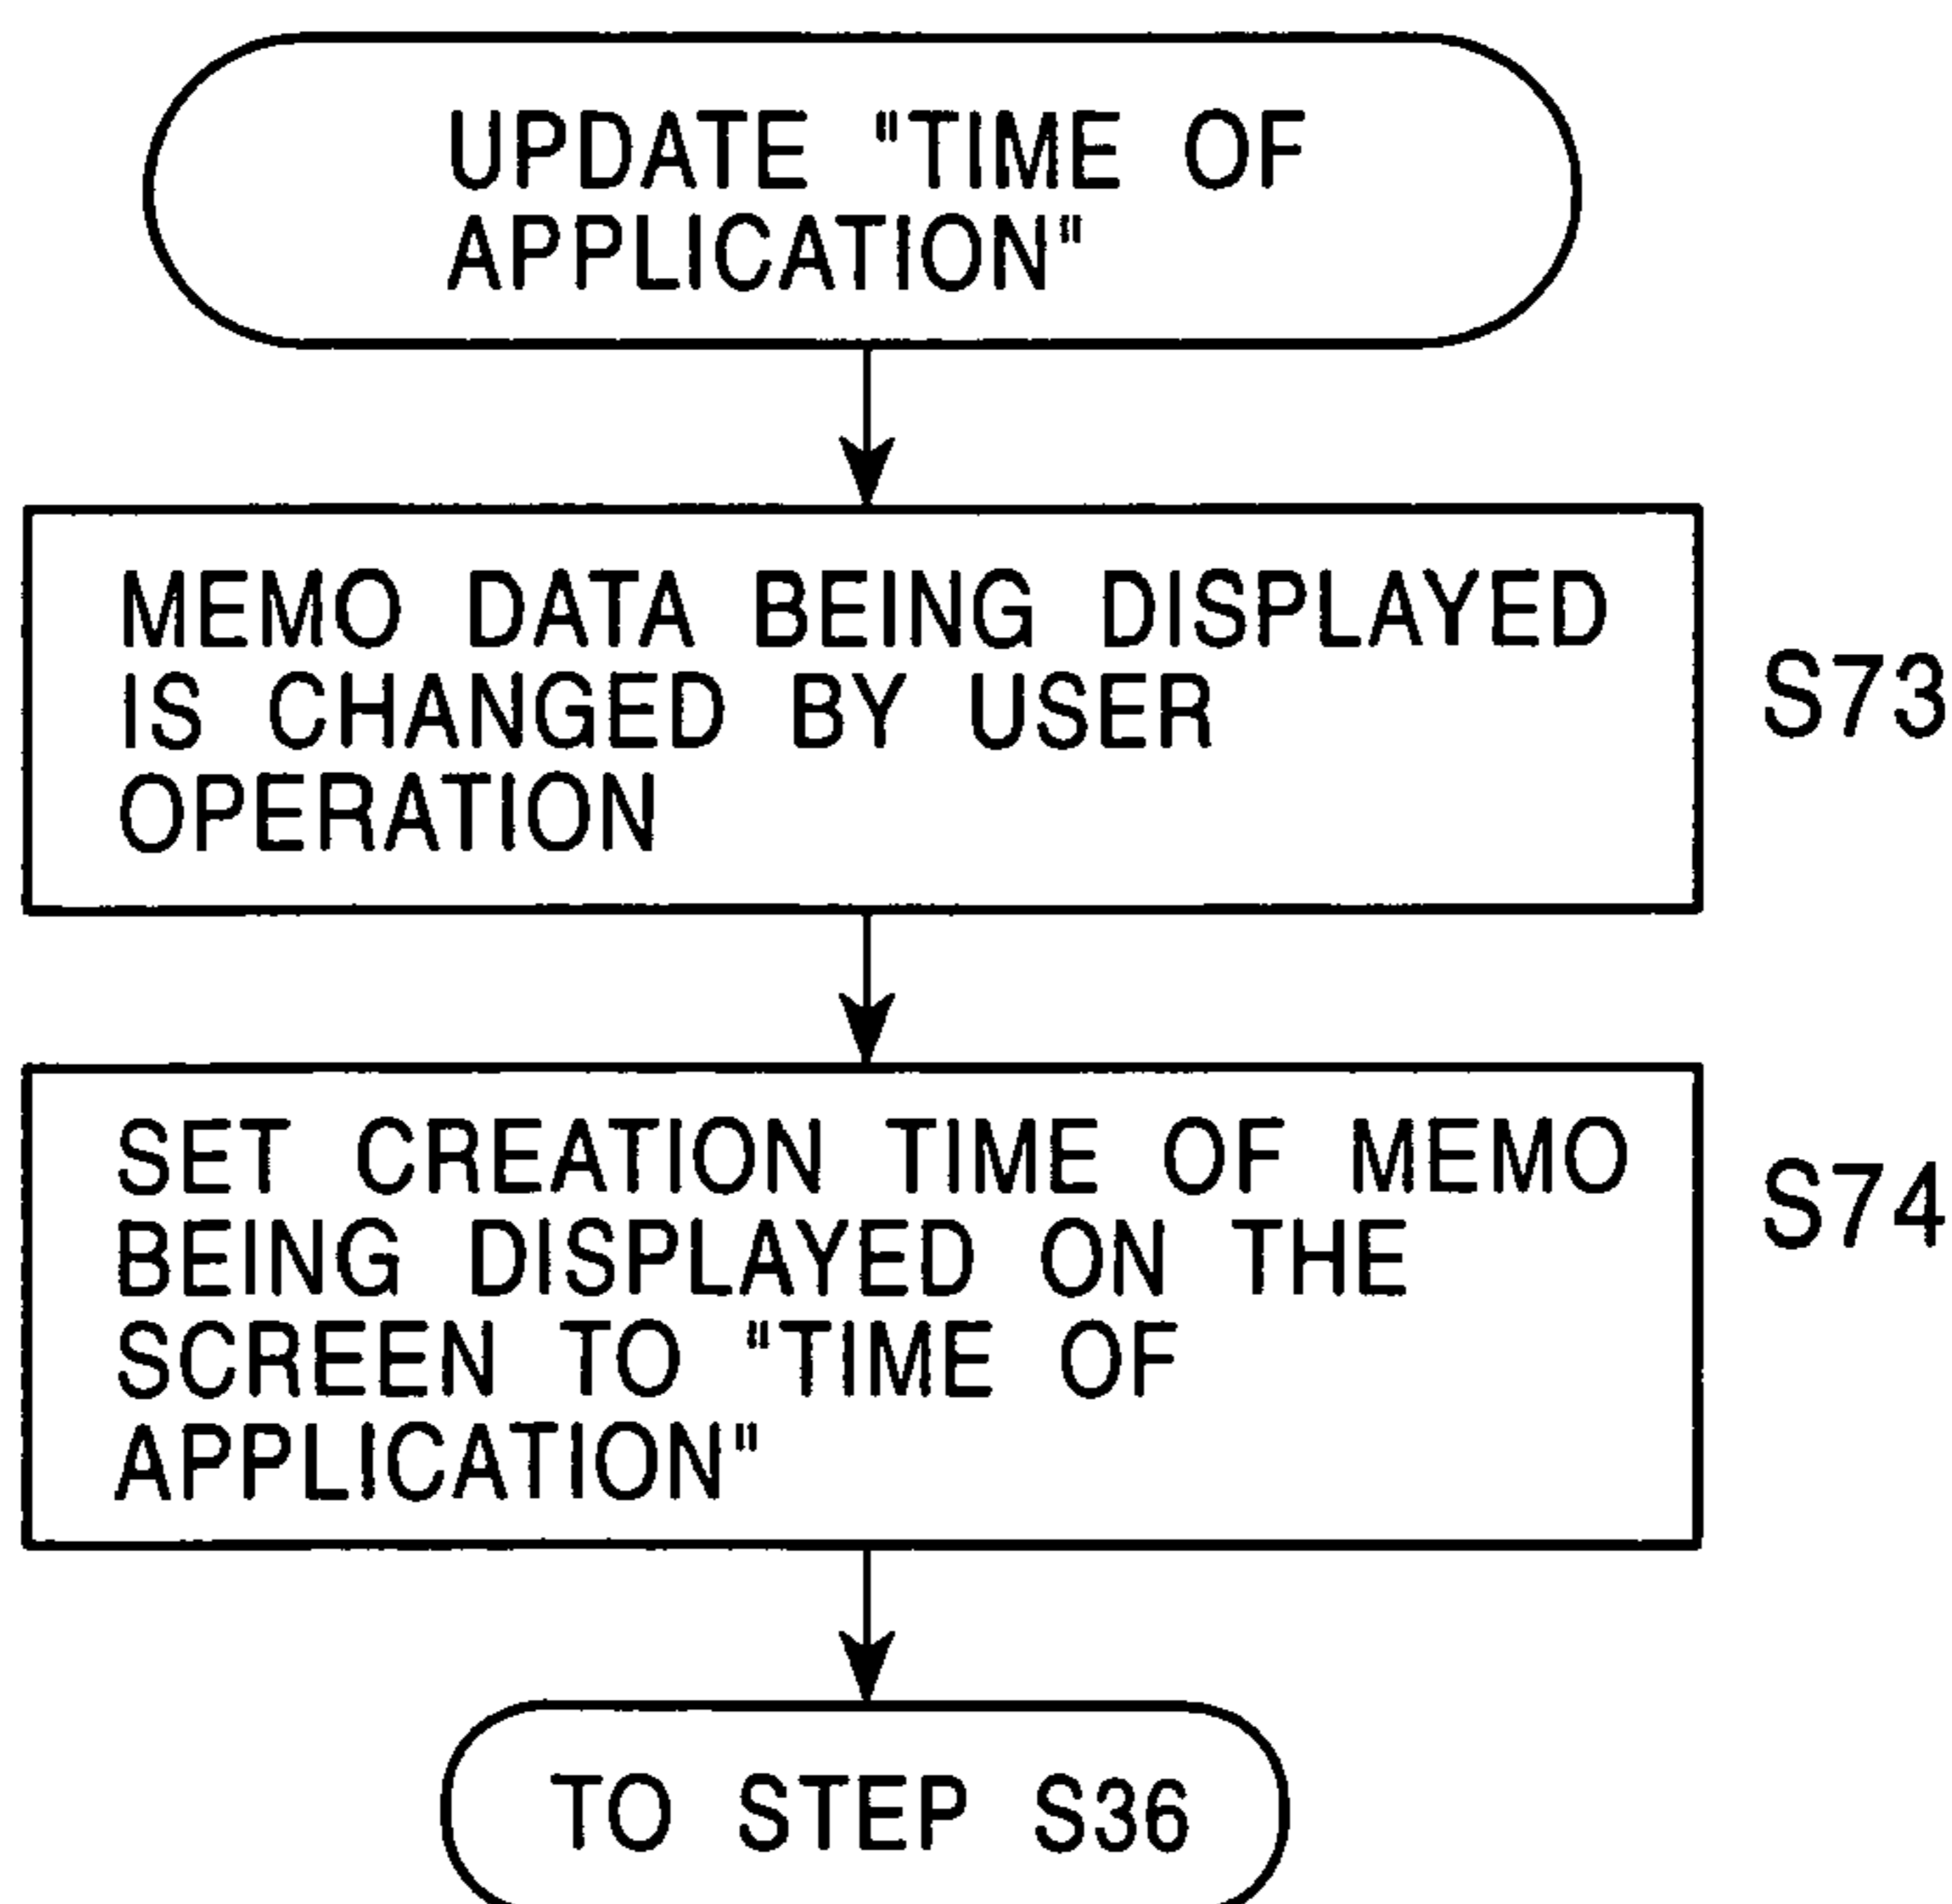 UPDATE "TIME OF
APPLICATION"
MEMO DATA BEING DISPLAYED
IS CHANGED BY USER
OPERATION
S73
SET CREATION TIME OF MEMO
BEING DISPLAYED ON THE
SCREEN TO "TIME OF
APPLICATION"
S74
TO STEP S36